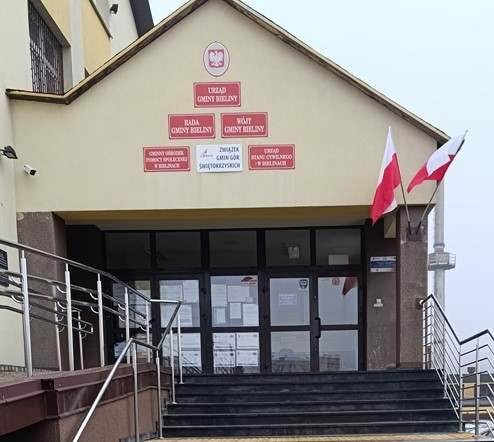 URZĄD
GMINY BIELINY
RADA
GMINY BIELINY
WÓJT
GMINY BIELINY
GMINNY OŚRODEK
POMOCY SPOŁECZNEJ
W BIELINACH
ZWIĄZEK
GMIN GÓR
ŚWIĘTOKRZYSKICH
URZĄD
STANU CYWILNEGO
W BIELINACH